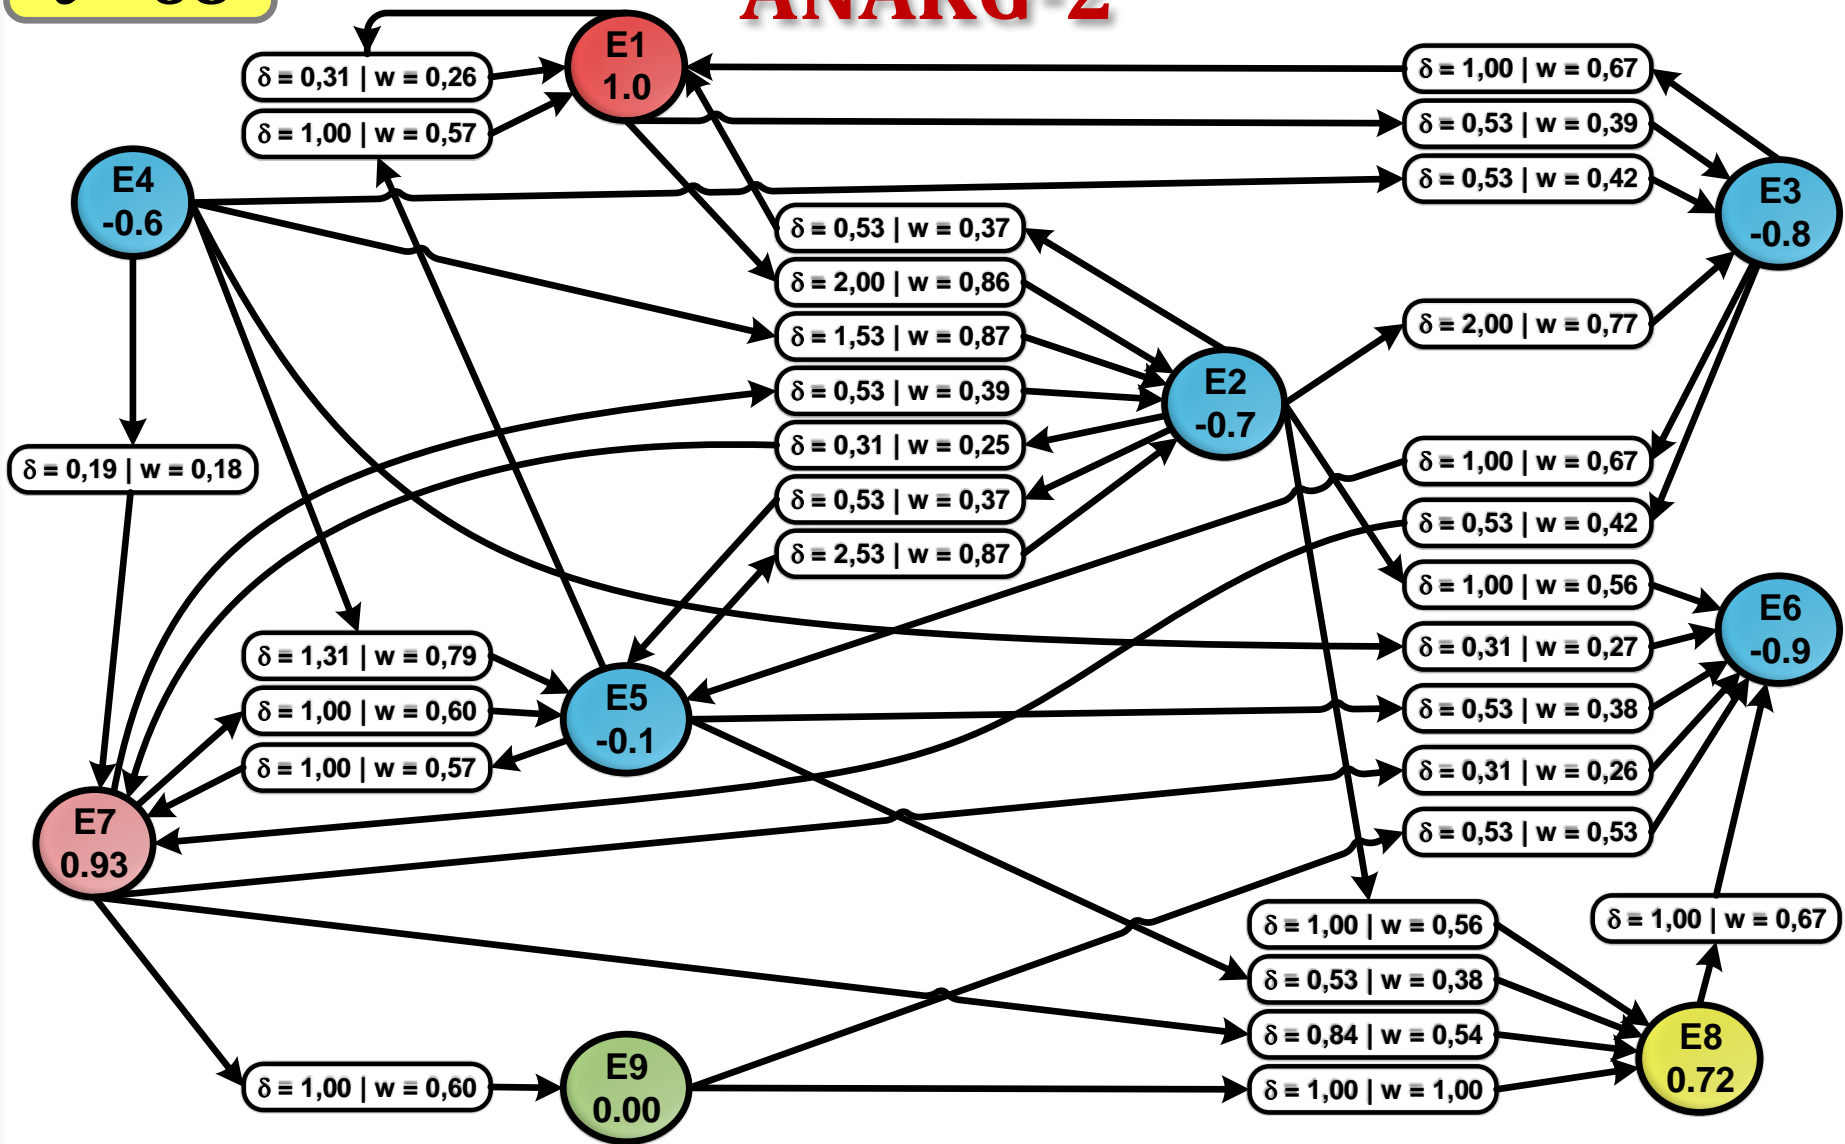 ANAKG-2
E1
1.0
δ = 0,31 | w = 0,26
δ = 1,00 | w = 0,57
δ = 1,00 | w = 0,67
δ = 0,53 | w = 0,39
δ = 0,53 | w = 0,42
E4
-0.6
E3
-0.8
δ = 0,53 | w = 0,37
δ = 2,00 | w = 0,86
δ = 1,53 | w = 0,87
δ = 0,53 | w = 0,39
δ = 0,31 | w = 0,25
δ = 0,53 | w = 0,37
δ = 2,53 | w = 0,87
E2
-0.7
δ = 2,00 | w = 0,77
δ = 0,19 | w = 0,18
δ = 1,00 | w = 0,67
δ = 0,53 | w = 0,42
δ = 1,00 | w = 0,56
δ = 0,31 | w = 0,27
δ = 0,53 | w = 0,38
δ = 0,31 | w = 0,26
δ = 0,53 | w = 0,53
E6
-0.9
δ = 1,31 | w = 0,79
δ = 1,00 | w = 0,60
δ = 1,00 | w = 0,57
E5
-0.1
E7
0.93
δ = 1,00 | w = 0,56
δ = 0,53 | w = 0,38
δ = 0,84 | w = 0,54
δ = 1,00 | w = 1,00
δ = 1,00 | w = 0,67
E8
0.72
δ = 1,00 | w = 0,60
E9
0.00